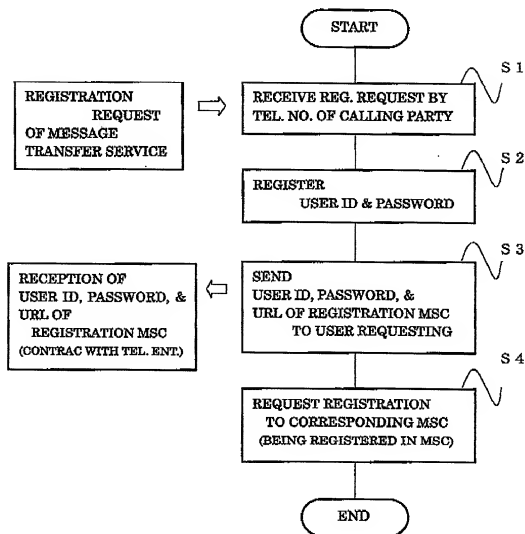 START
S 1
REGISTRATION
REQUEST
OF MESSAGE
TRANSFER SERVICE
RECEIVE REG. REQUEST BY
TEL. NO. OF CALLING PARTY
S 2
REGISTER
USER ID & PASSWORD
S 3
RECEPTION OF
USER ID, PASSWORD, &
URL OF
REGISTRATION MSC
(CONTRAC WITH TEL. ENT.)
SEND
USER ID, PASSWORD, &
URL OF REGISTRATION MSC
TO USER REQUESTING
S 4
REQUEST REGISTRATION
TO CORRESPONDING MSC
(BEING REGISTERED IN MSC)
END